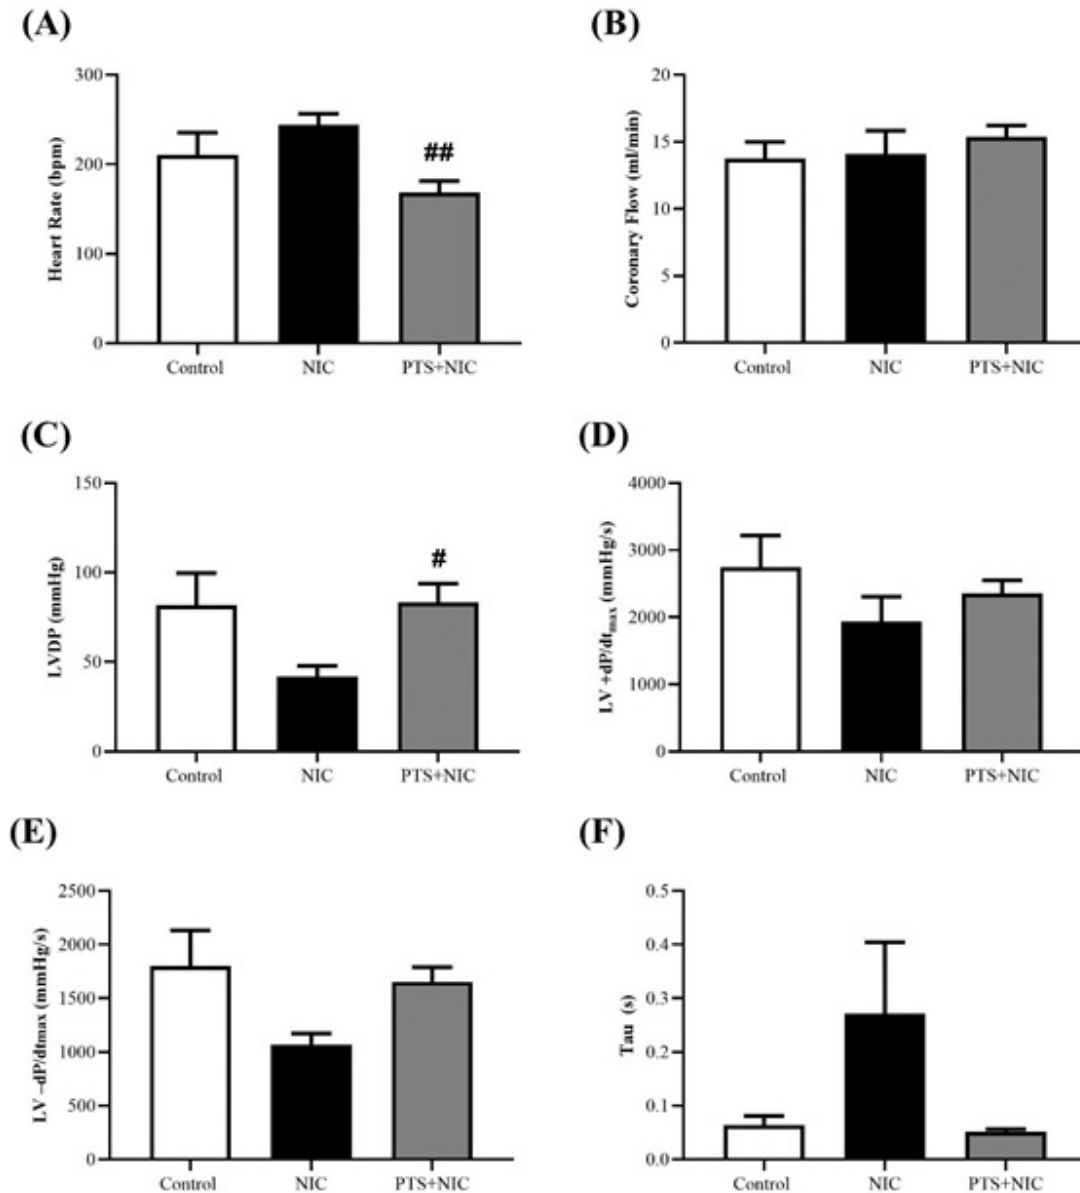 (A)
Heart Rate (bpm)
300
200
100
0
##
Control NIC PTS+NIC
(B)
Coronary Flow (ml/min)
20
15
10
5
0
Control NIC PTS+NIC
(C)
LVDP (mmHg)
150
100
50
0
#
Control NIC PTS+NIC
(D)
LV +dP/dtmax (mmHg/s)
4000
3000
2000
1000
0
Control NIC PTS+NIC
(E)
LV –dP/dtmax (mmHg/s)
2500
2000
1500
1000
500
0
Control NIC PTS+NIC
(F)
Tau (s)
0.5
0.4
0.3
0.2
0.1
0.0
Control NIC PTS+NIC